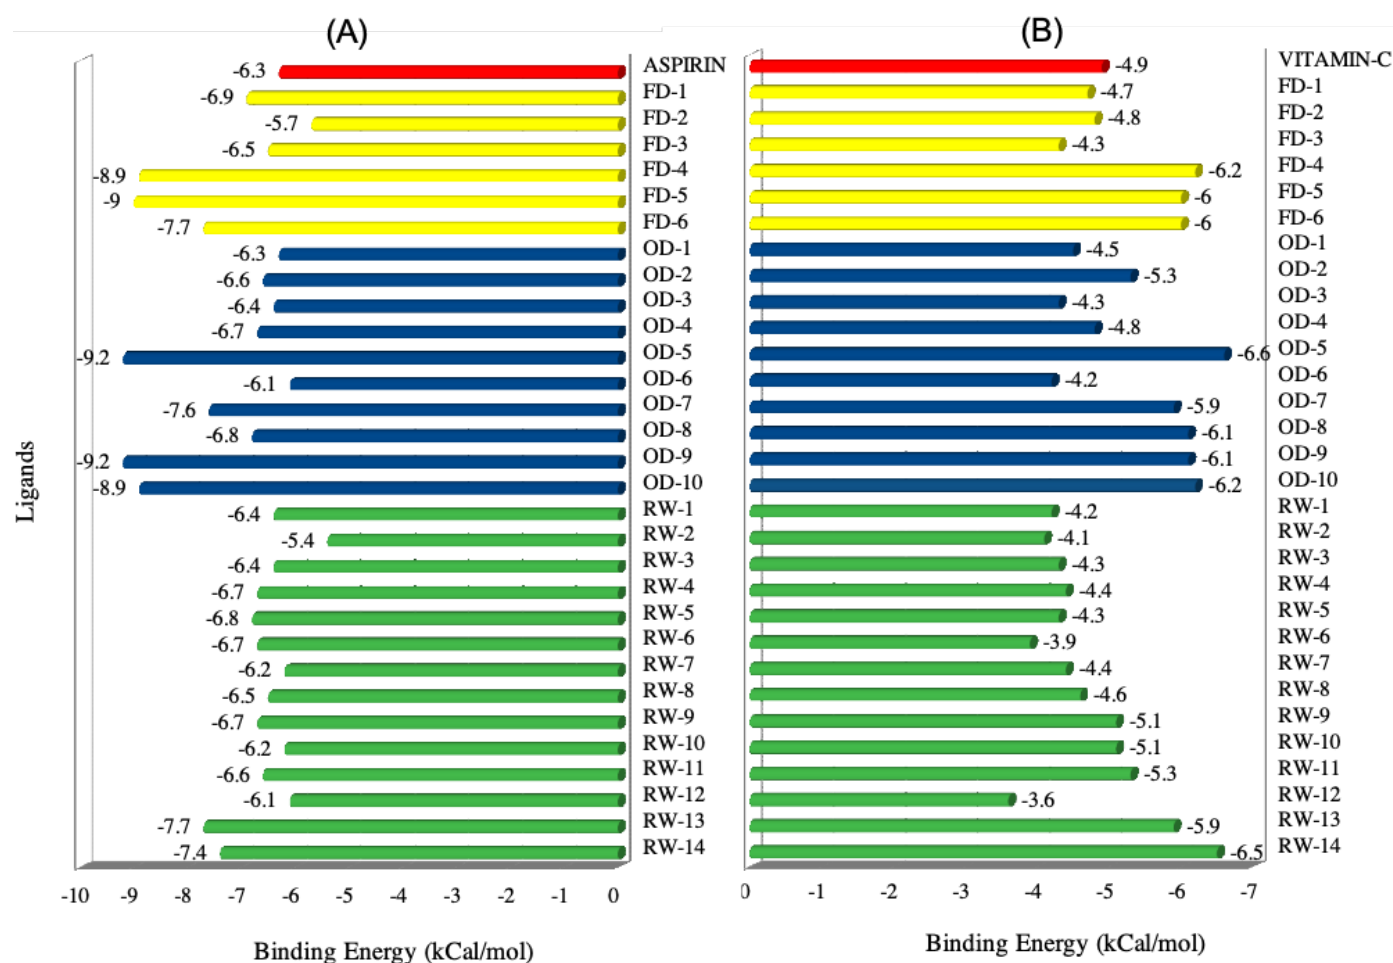 (A)
-6.3 ASPIRIN
-6.9 FD-1
-5.7 FD-2
-6.5 FD-3
-8.9 FD-4
-9 FD-5
-7.7 FD-6
-6.3 OD-1
-6.6 OD-2
-6.4 OD-3
-6.7 OD-4
-9.2 OD-5
-6.1 OD-6
-7.6 OD-7
-6.8 OD-8
-9.2 OD-9
-8.9 OD-10
-6.4 RW-1
-5.4 RW-2
-6.4 RW-3
-6.7 RW-4
-6.8 RW-5
-6.7 RW-6
-6.2 RW-7
-6.5 RW-8
-6.7 RW-9
-6.2 RW-10
-6.6 RW-11
-6.1 RW-12
-7.7 RW-13
-7.4 RW-14
Ligands
-10 -9 -8 -7 -6 -5 -4 -3 -2 -1 0
Binding Energy (kCal/mol)
(B)
-4.9 VITAMIN-C
-4.7 FD-1
-4.8 FD-2
-4.3 FD-3
-6.2 FD-4
-6 FD-5
-6 FD-6
-4.5 OD-1
-5.3 OD-2
-4.3 OD-3
-4.8 OD-4
-6.6 OD-5
-4.2 OD-6
-5.9 OD-7
-6.1 OD-8
-6.1 OD-9
-6.2 OD-10
-4.2 RW-1
-4.1 RW-2
-4.3 RW-3
-4.4 RW-4
-4.3 RW-5
-3.9 RW-6
-4.4 RW-7
-4.6 RW-8
-5.1 RW-9
-5.1 RW-10
-5.3 RW-11
-3.6 RW-12
-5.9 RW-13
-6.5 RW-14
0 -1 -2 -3 -4 -5 -6 -7
Binding Energy (kCal/mol)